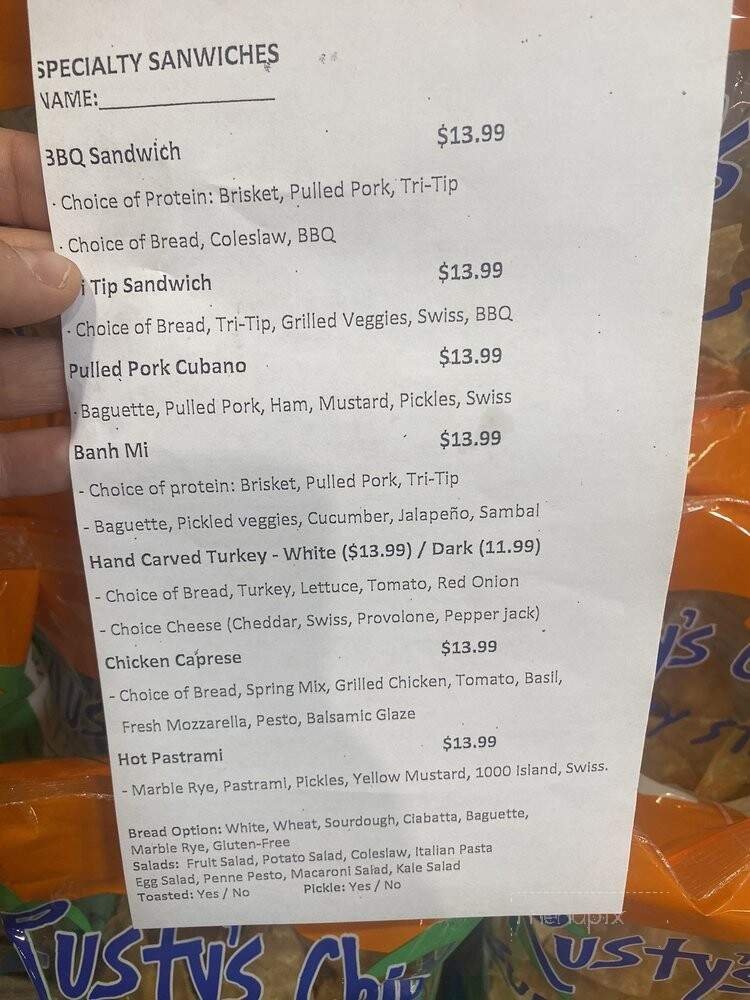 SPECIALTY SANWICHES
NAME:
BBQ Sandwich $13.99
· Choice of Protein: Brisket, Pulled Pork, Tri-Tip
· Choice of Bread, Coleslaw, BBQ
i Tip Sandwich $13.99
- Choice of Bread, Tri-Tip, Grilled Veggies, Swiss, BBQ
Pulled Pork Cubano $13.99
- Baguette, Pulled Pork, Ham, Mustard, Pickles, Swiss
Banh Mi $13.99
- Choice of protein: Brisket, Pulled Pork, Tri-Tip
- Baguette, Pickled veggies, Cucumber, Jalapeño, Sambal
Hand Carved Turkey - White ($13.99) / Dark (11.99)
- Choice of Bread, Turkey, Lettuce, Tomato, Red Onion
- Choice Cheese (Cheddar, Swiss, Provolone, Pepper jack)
Chicken Caprese $13.99
- Choice of Bread, Spring Mix, Grilled Chicken, Tomato, Basil,
Fresh Mozzarella, Pesto, Balsamic Glaze
Hot Pastrami $13.99
- Marble Rye, Pastrami, Pickles, Yellow Mustard, 1000 Island, Swiss.
Bread Option: White, Wheat, Sourdough, Ciabatta, Baguette,
Marble Rye, Gluten-Free
Salads: Fruit Salad, Potato Salad, Coleslaw, Italian Pasta
Egg Salad, Penne Pesto, Macaroni Salad, Kale Salad
Toasted: Yes / No Pickle: Yes / No
menupix
Rusty's Chip
Rusty's